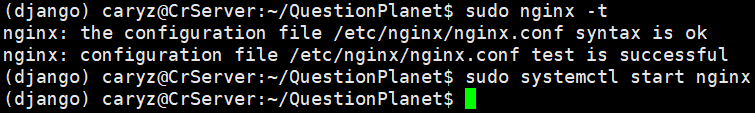 (django) caryz@CrServer:~/QuestionPlanet$ sudo nginx -t
nginx: the configuration file /etc/nginx/nginx.conf syntax is ok
nginx: configuration file /etc/nginx/nginx.conf test is successful
(django) caryz@CrServer:~/QuestionPlanet$ sudo systemctl start nginx
(django) caryz@CrServer:~/QuestionPlanet$